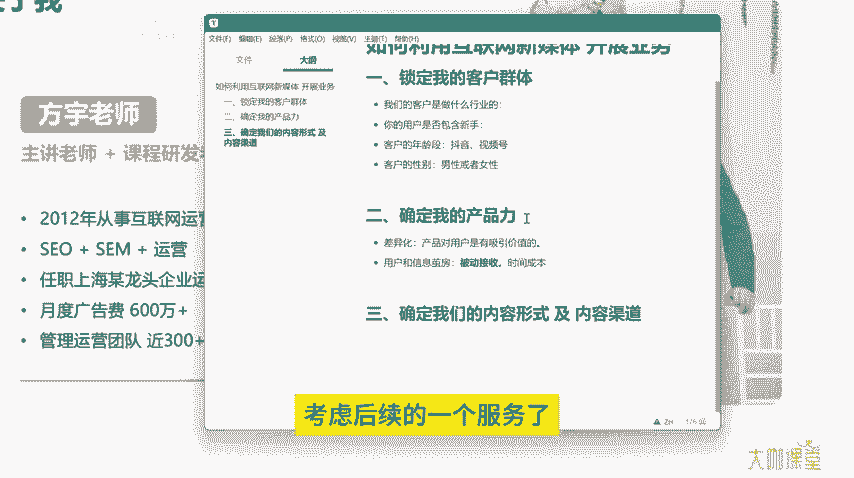 于我
方宇老师
主讲老师 + 课程研发
• 2012年从事互联网运营
• SEO + SEM + 运营
• 任职上海某龙头企业运
• 月度广告费 600万+
• 管理运营团队 近300+
文件(F) 编辑(E) 段落(P) 格式(O) 视图(V) 主题(T) 帮助(H)
文件 大纲
如何利用互联网新媒体 开展业务
一、锁定我的客户群体
二、确定我的产品力
三、确定我们的内容形式 及
内容渠道
如何利用互联网新媒体 开展业务
一、锁定我的客户群体
• 我们的客户是做什么行业的:
• 你的用户是否包含新手:
• 客户的年龄段:抖音、视频号
• 客户的性别:男性或者女性
二、确定我的产品力
• 差异化:产品对用户是有吸引价值的。
• 用户和信息茧房:被动接收。时间成本
三、确定我们的内容形式 及 内容渠道
考虑后续的一个服务了
大咖课堂